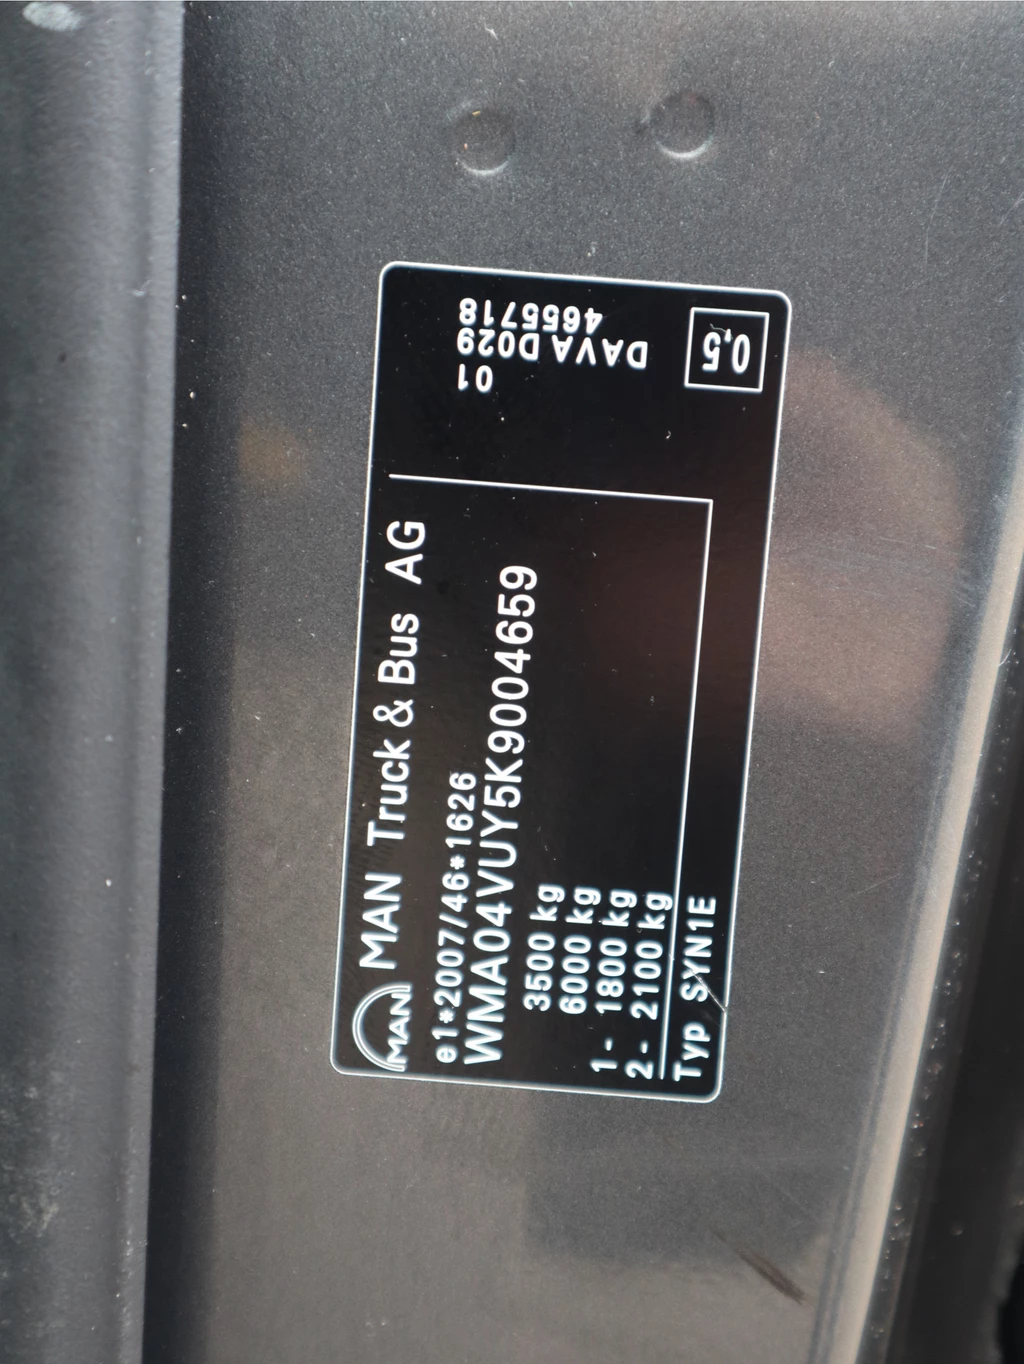 MAN MAN Truck & Bus AG
e1*2007/46*1626
WMA04VUY5K9004659
3500 kg
6000 kg
1- 1800 kg
2- 2100 kg
Typ SYN1E
01
DAVA D029
4655718
0,5